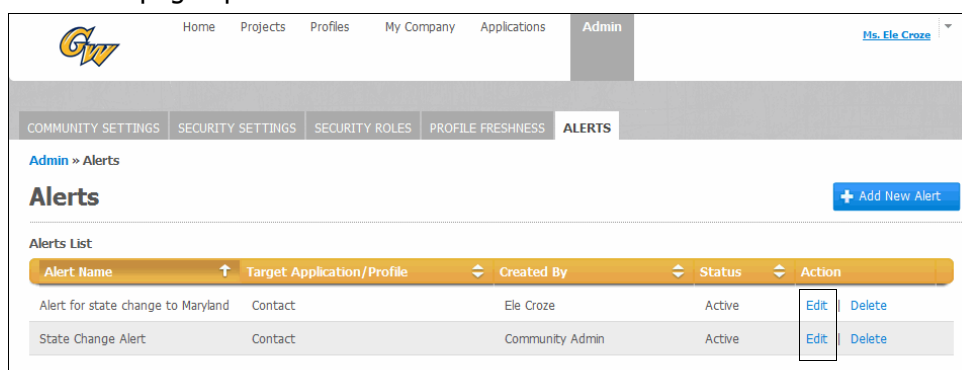 GW
Home Projects Profiles My Company Applications Admin
Ms. Ele Croze
COMMUNITY SETTINGS SECURITY SETTINGS SECURITY ROLES PROFILE FRESHNESS ALERTS
Admin » Alerts
Alerts
Add New Alert
Alerts List
Alert Name Target Application/Profile Created By Status Action
Alert for state change to Maryland Contact Ele Croze Active Edit | Delete
State Change Alert Contact Community Admin Active Edit | Delete